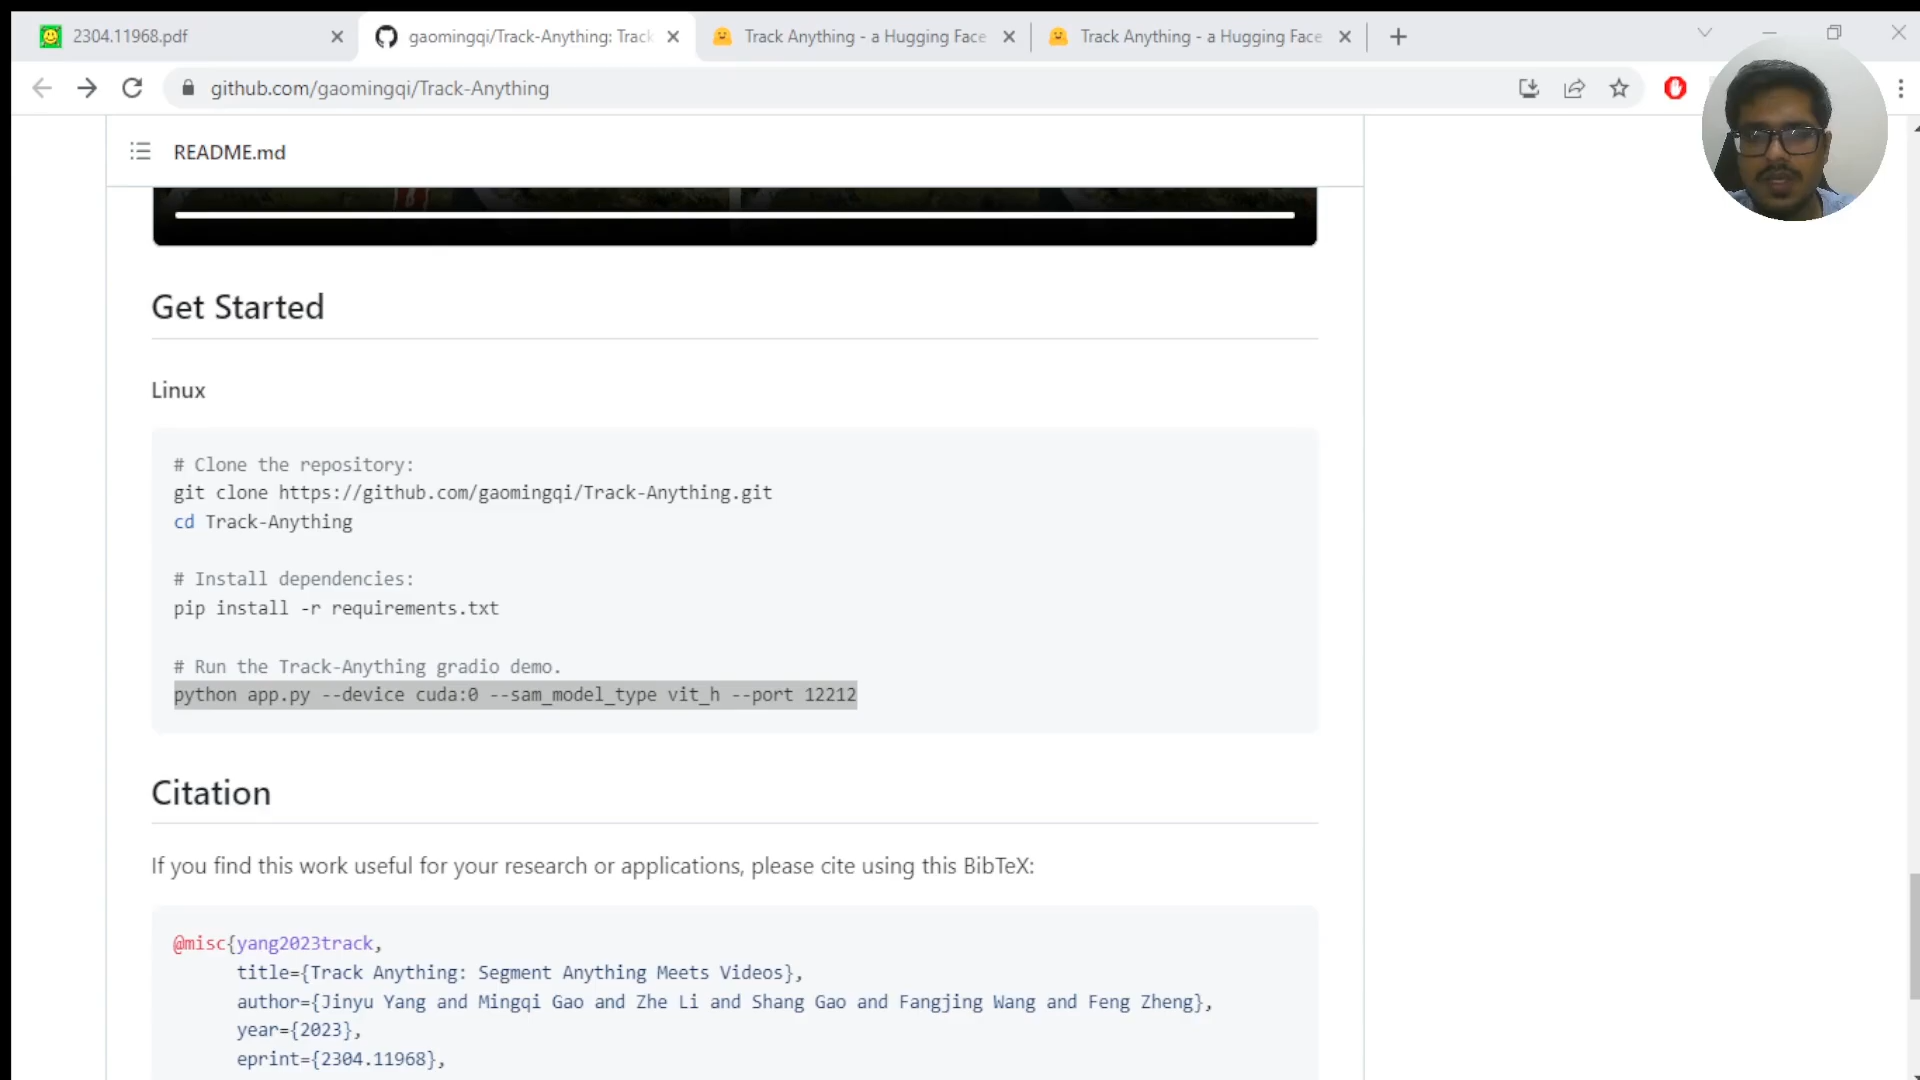 2304.11968.pdf
gaomingqi/Track-Anything: Track
Track Anything - a Hugging Face
Track Anything - a Hugging Face
github.com/gaomingqi/Track-Anything
README.md
Get Started
Linux
# Clone the repository:
git clone https://github.com/gaomingqi/Track-Anything.git
cd Track-Anything
# Install dependencies:
pip install -r requirements.txt
# Run the Track-Anything gradio demo.
python app.py --device cuda:0 --sam_model_type vit_h --port 12212
Citation
If you find this work useful for your research or applications, please cite using this BibTeX:
@misc{yang2023track,
title={Track Anything: Segment Anything Meets Videos},
author={Jinyu Yang and Mingqi Gao and Zhe Li and Shang Gao and Fangjing Wang and Feng Zheng},
year={2023},
eprint={2304.11968},